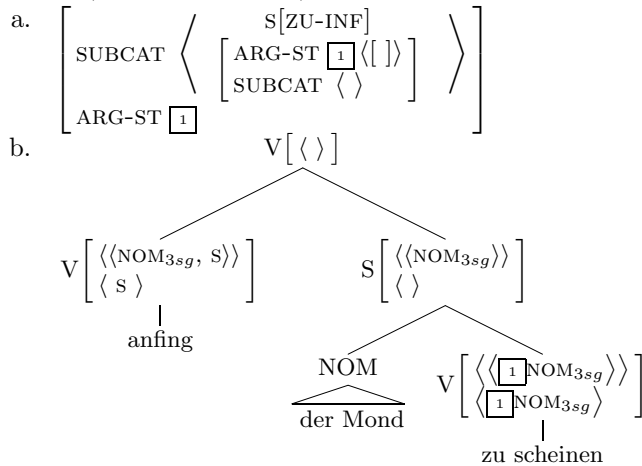 a. [ SUBCAT ⟨ S[ZU-INF] [ ARG-ST [1] ⟨[ ]⟩
SUBCAT ⟨ ⟩ ] ⟩
ARG-ST [1] ]
b. V[⟨ ⟩]
V[ ⟨⟨NOM3sg, S⟩⟩ S[ ⟨⟨NOM3sg⟩⟩
⟨ S ⟩ ] ⟨ ⟩ ]
anfing
NOM V[ ⟨⟨[1]NOM3sg⟩⟩
⟨[1]NOM3sg⟩ ]
der Mond
zu scheinen